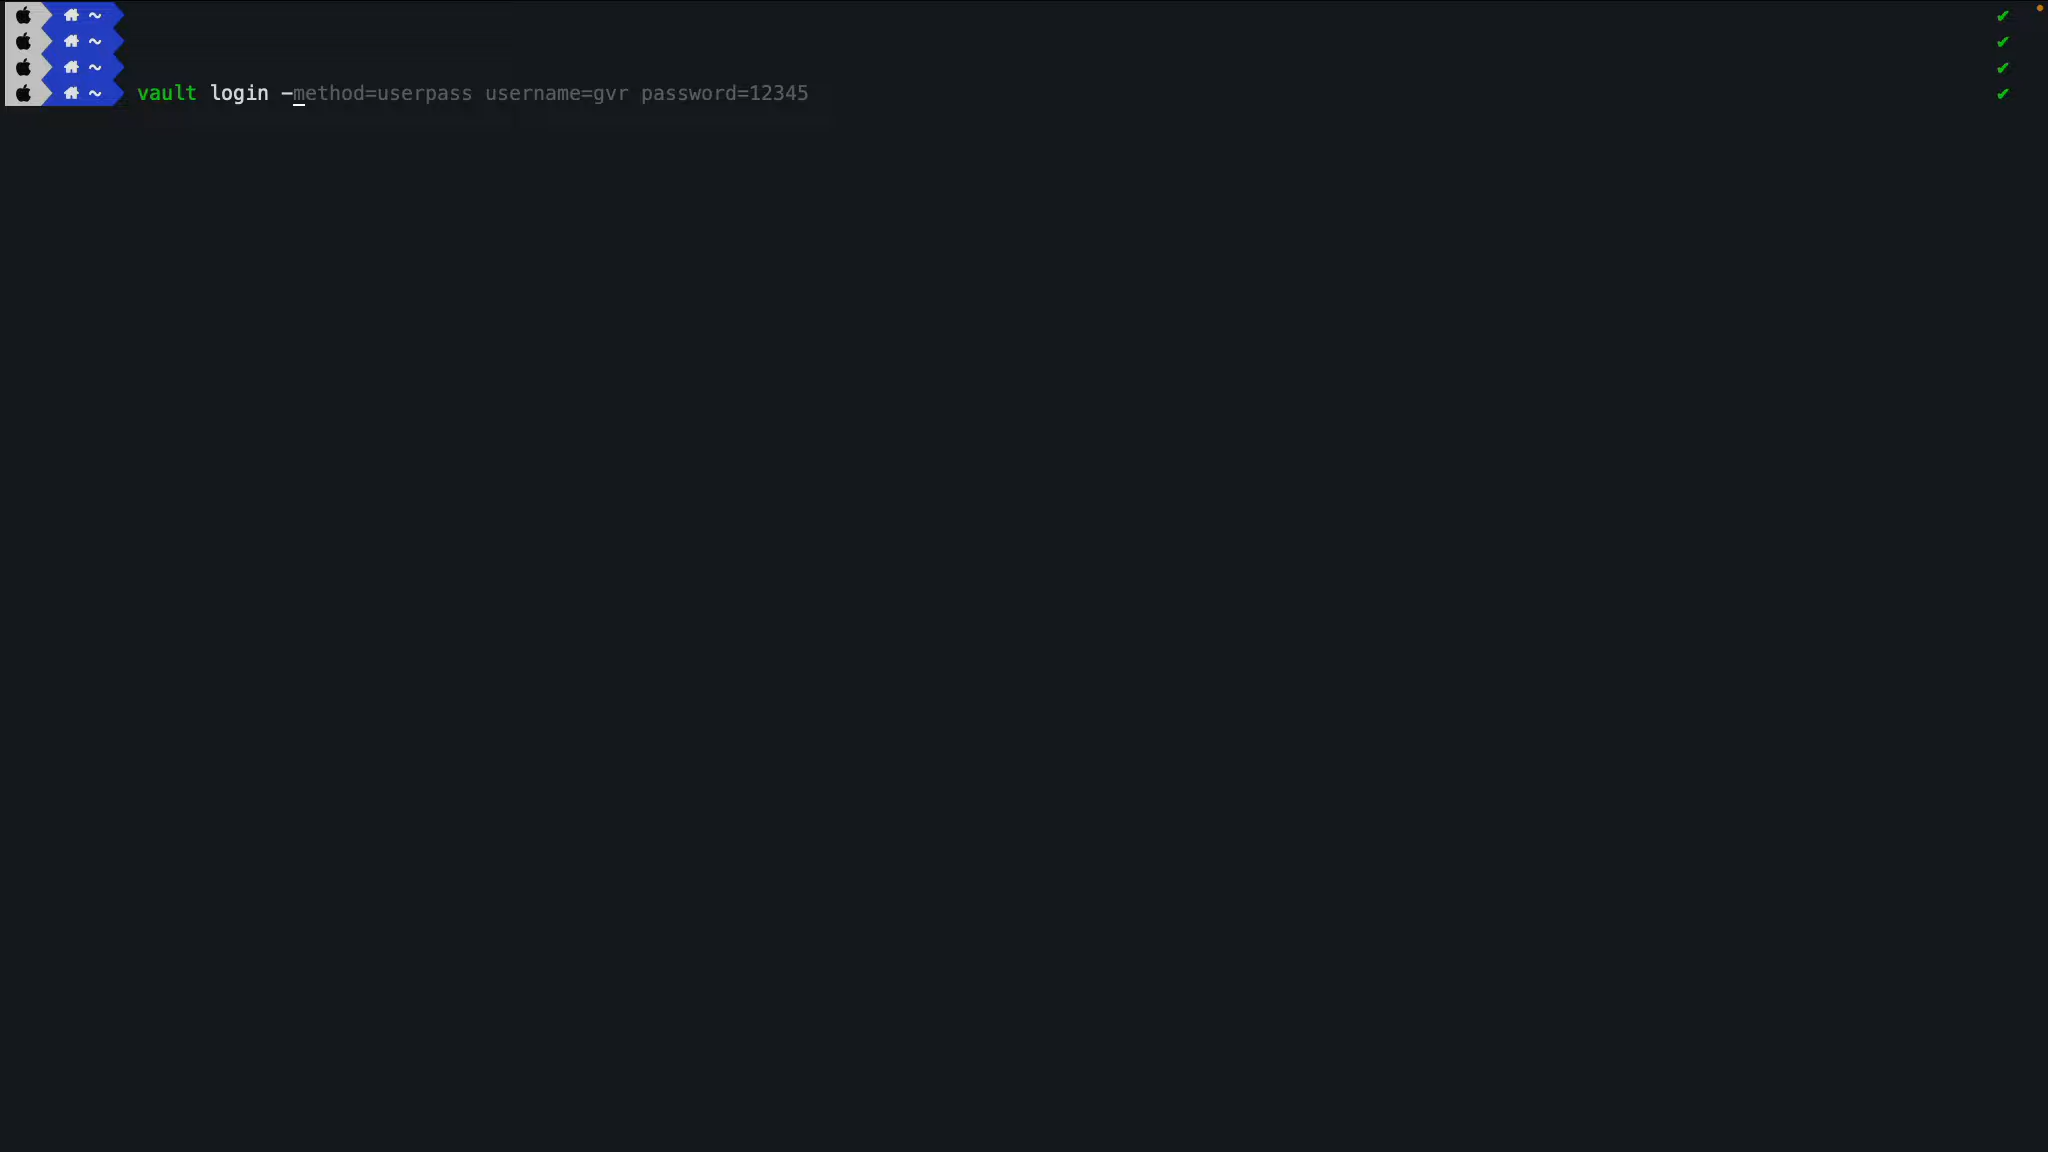 ~
~
~
~ vault login -method=userpass username=gvr password=12345